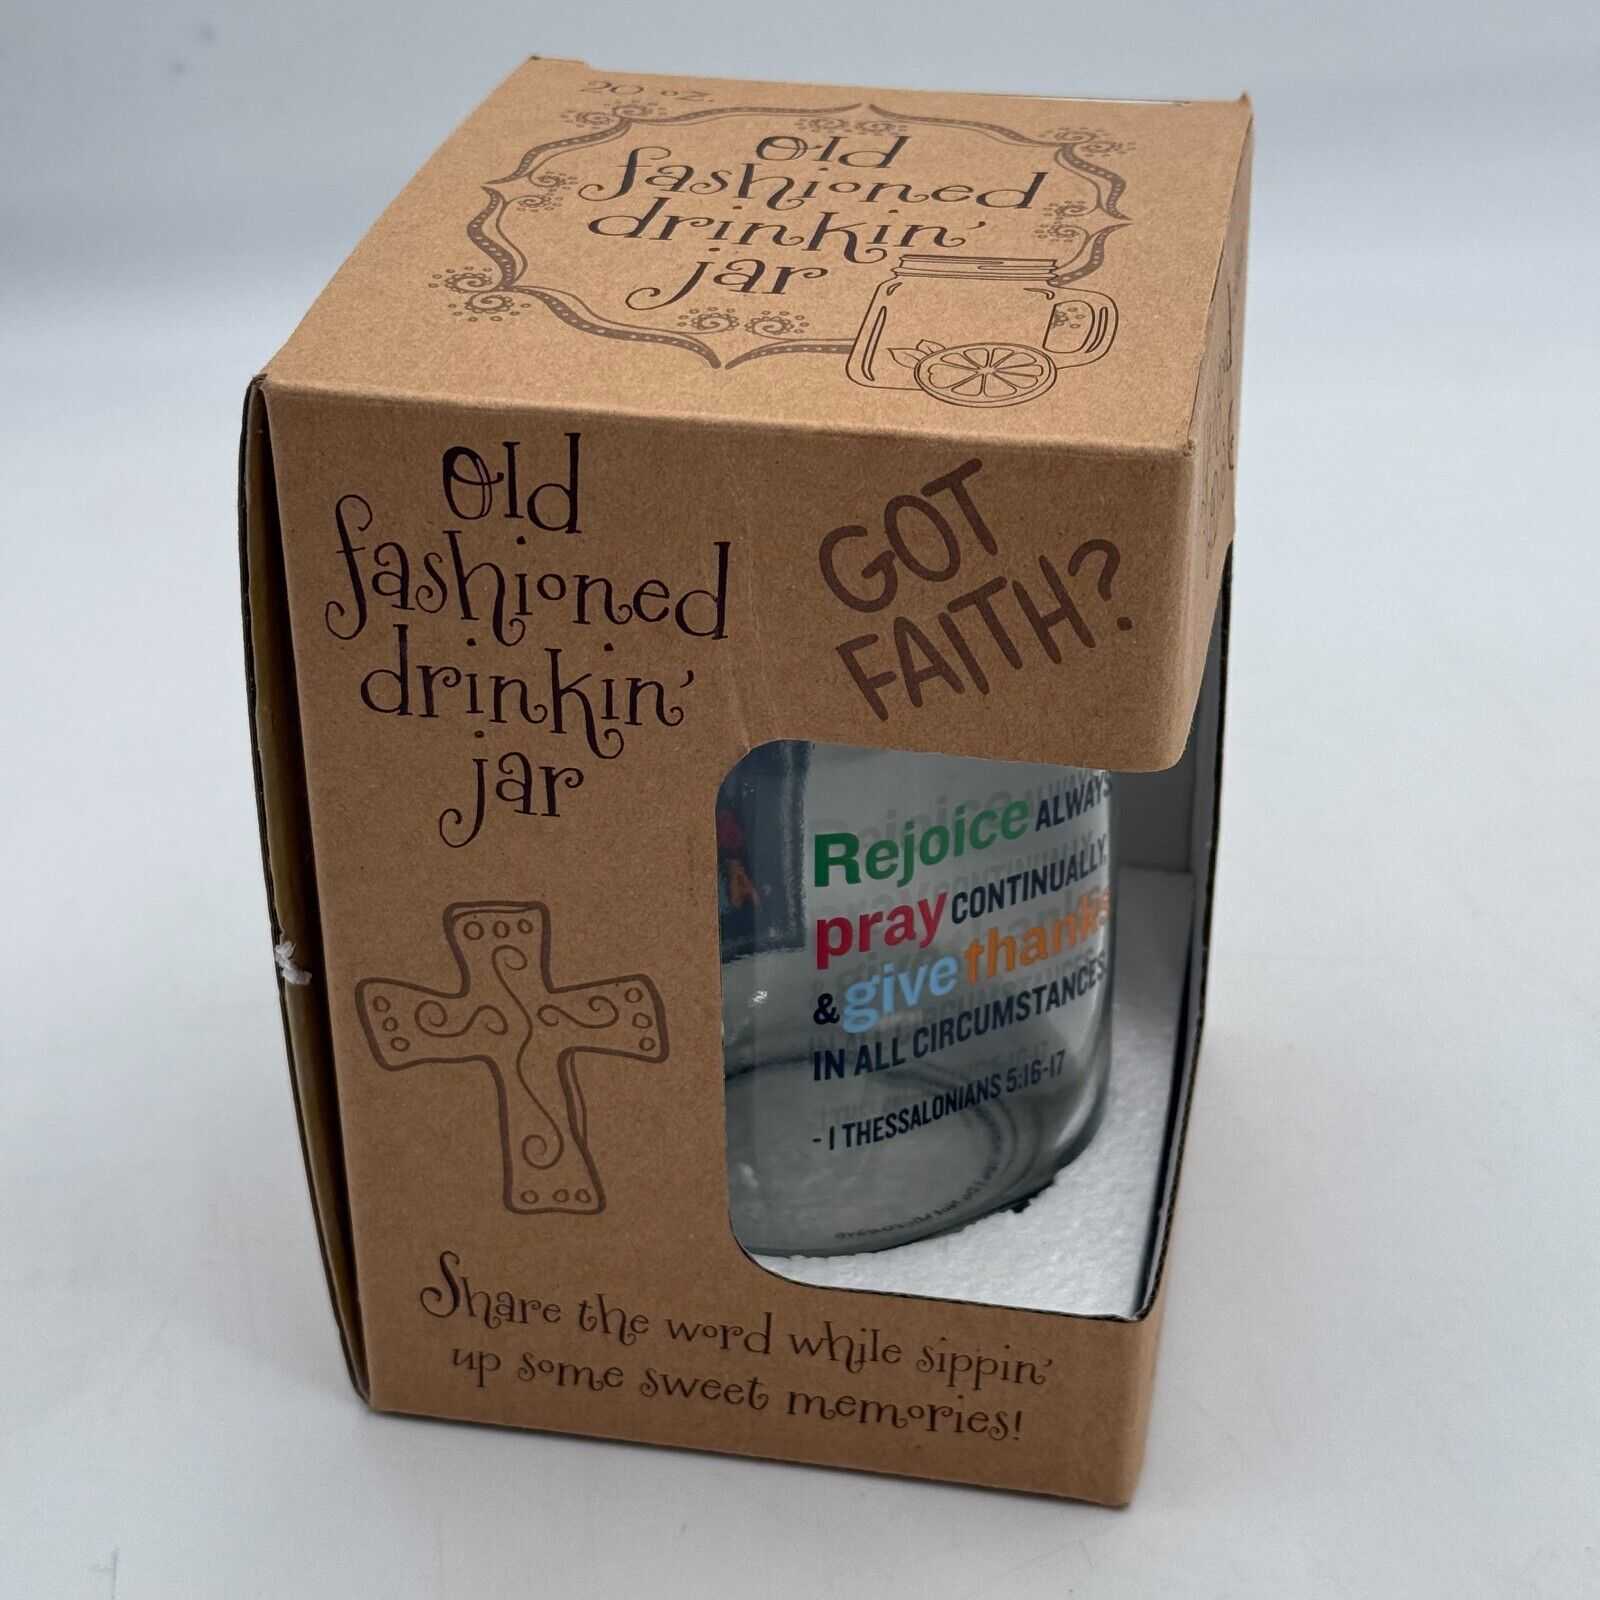 20 oz.
Old
fashioned
drinkin'
jar
Old
fashioned
drinkin'
jar
GOT
FAITH?
Rejoice ALWAYS
pray CONTINUALLY,
& give thanks
IN ALL CIRCUMSTANCES.
- I THESSALONIANS 5:16-17
Share the word while sippin'
up some sweet memories!